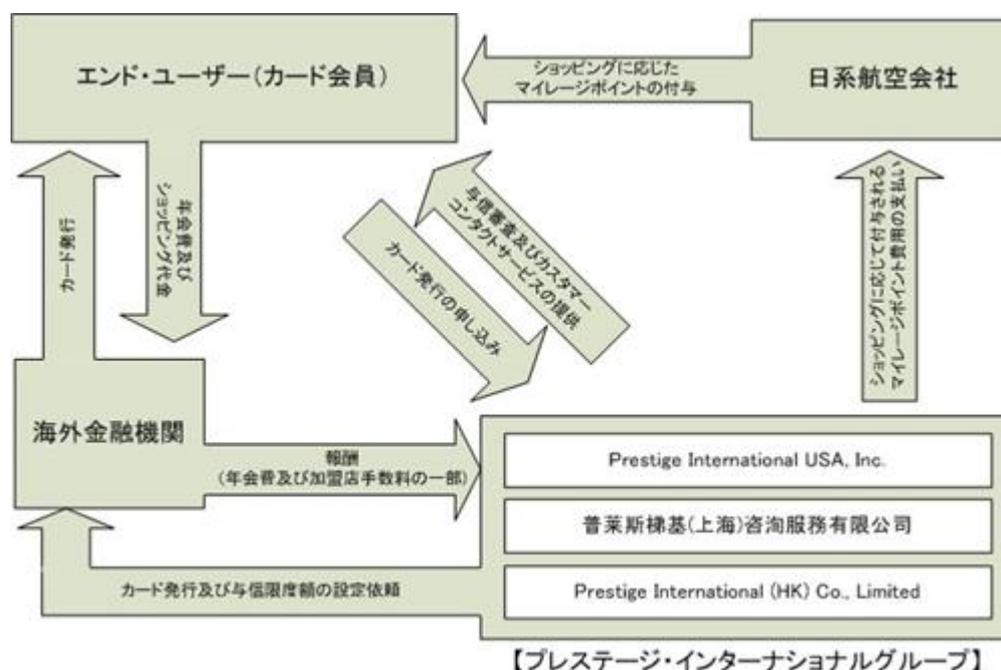 エンド・ユーザー(カード会員)
ショッピングに応じた
マイレージポイントの付与
日系航空会社
カード発行
年会費及び
ショッピング代金
与信審査及びカスタマー
コンタクトサービスの提供
カード発行の申し込み
ショッピングに応じて付与される
マイレージポイント費用の支払い
海外金融機関
報酬
(年会費及び加盟店手数料の一部)
Prestige International USA, Inc.
普莱斯梯基(上海)咨洵服務有限公司
Prestige International (HK) Co., Limited
カード発行及び与信限度額の設定依頼
【プレステージ・インターナショナルグループ】